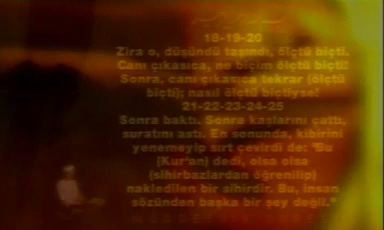 18-19-20
Zira o, düşündü taşındı, ölçtü biçti.
Canı çıkasıca, ne biçim ölçtü biçti!
Sonra, canı çıkasıca tekrar (ölçtü
biçti); nasıl ölçtü biçtiyse!
21-22-23-24-25
Sonra baktı. Sonra kaşlarını çattı,
suratını astı. En sonunda, kibirini
yenemeyip sırt çevirdi de: "Bu
(Kur'an) dedi, olsa olsa
(sihirbazlardan öğrenilip)
nakledilen bir sihirdir. Bu, insan
sözünden başka bir şey değil."